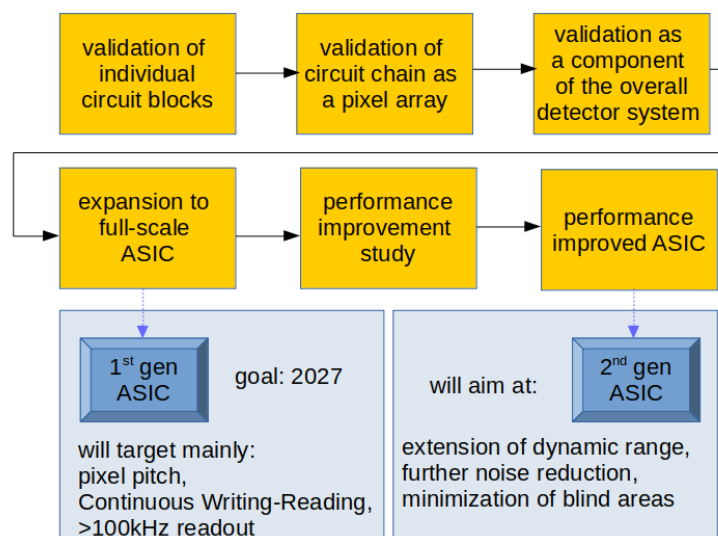 validation of
individual
circuit blocks
validation of
circuit chain as
a pixel array
validation as
a component
of the overall
detector system
expansion to
full-scale
ASIC
performance
improvement
study
performance
improved ASIC
1st gen
ASIC
goal: 2027
will target mainly:
pixel pitch,
Continuous Writing-Reading,
>100kHz readout
will aim at:
2nd gen
ASIC
extension of dynamic range,
further noise reduction,
minimization of blind areas